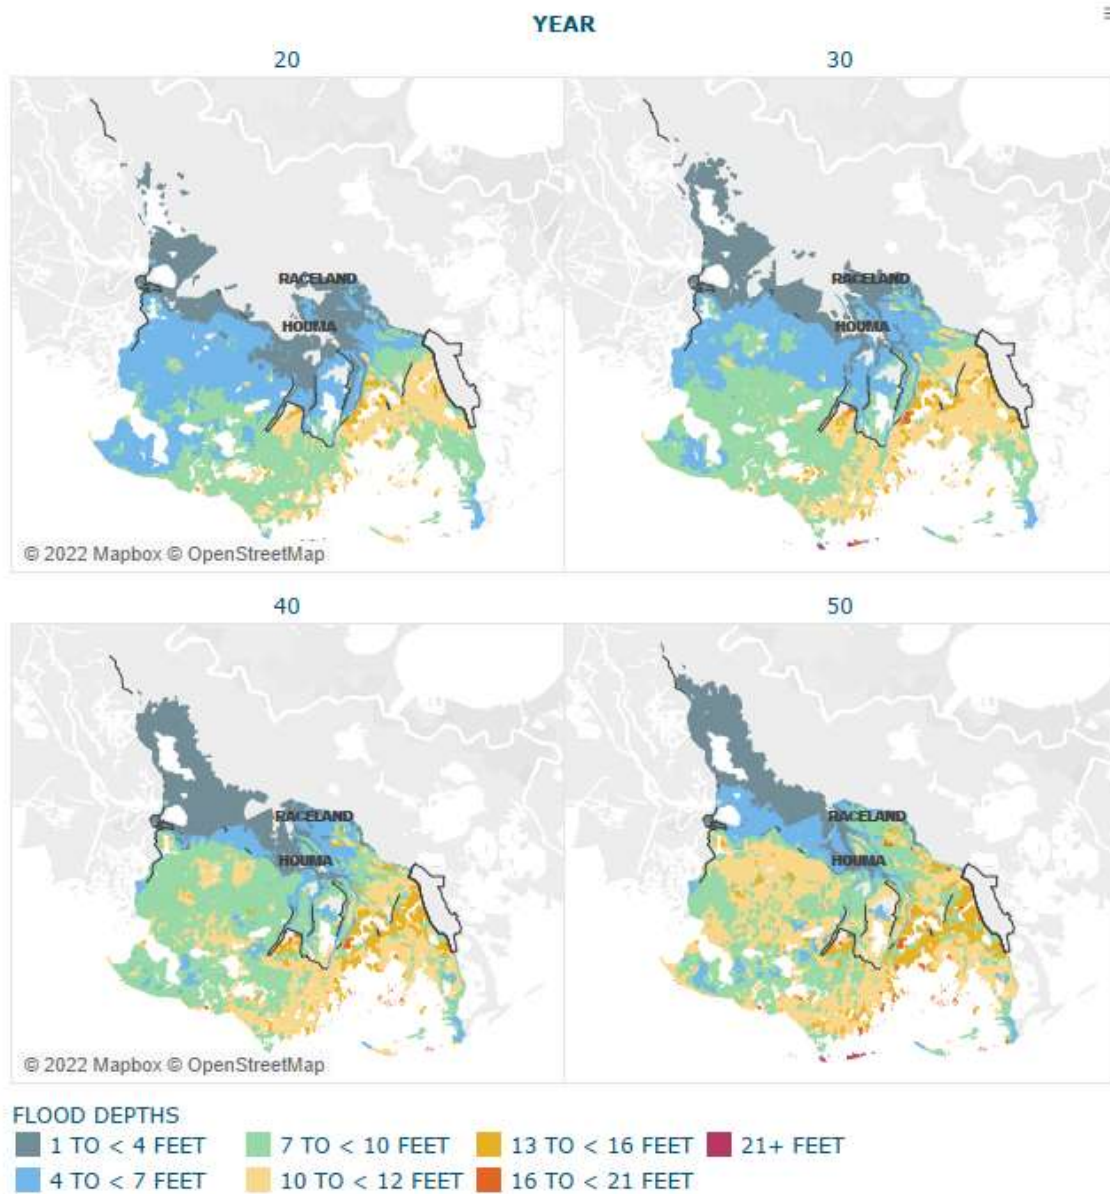 YEAR
20
30
RACELAND
RACELAND
HOUMA
HOUMA
© 2022 Mapbox © OpenStreetMap
40
50
RACELAND
RACELAND
HOUMA
HOUMA
© 2022 Mapbox © OpenStreetMap
FLOOD DEPTHS
1 TO < 4 FEET
7 TO < 10 FEET
13 TO < 16 FEET
21+ FEET
4 TO < 7 FEET
10 TO < 12 FEET
16 TO < 21 FEET